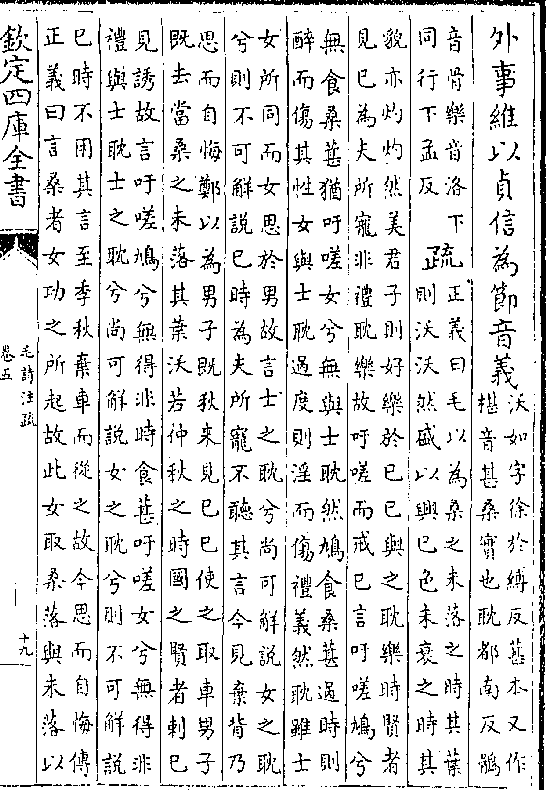 外事維以貞信為節音義沃如字徐於縛反葚本又作
椹音甚桑實也耽都南反鶻
音骨樂音洛下
同行下孟反
疏正義曰毛以為桑之未落之時其葉
則沃沃然盛以興已色未衰之時其
貌亦灼灼然美君子則好樂於已已與之耽樂時賢者
見已為夫所寵非禮耽樂故吁嗟而戒已言吁嗟鳩兮
無食桑葚猶吁嗟女兮無與士耽然鳩食桑葚過時則
醉而傷其性女與士耽過度則淫而傷禮義然耽雖士
女所同而女思於男故言士之耽兮尚可解說女之耽
兮則不可解說已時為夫所寵不聽其言今見棄背乃
思而自悔鄭以為男子既秋來見已已使之取車男子
既去當桑之未落其葉沃若仲秋之時國之賢者刺已
見誘故言吁嗟鳩兮無得非時食葚吁嗟女兮無得非
禮與士耽士之耽兮尚可解說女之耽兮則不可解說
已時不用其言至季秋乘車而從之故今思而自悔傳
正義曰言桑者女功之所起故此女取桑落與未落以
欽定四庫全書
毛詩注疏
卷五
十九